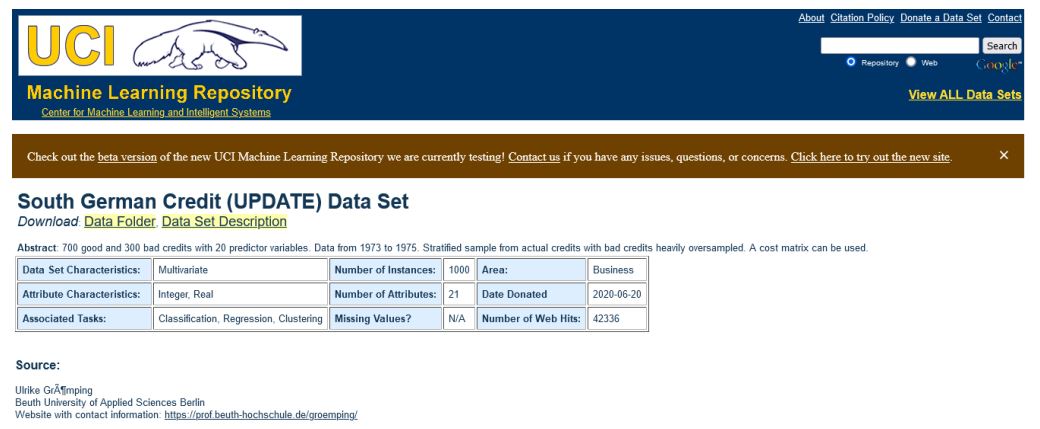 About Citation Policy Donate a Data Set Contact
UCI
Search
Repository Web Google™
Machine Learning Repository
View ALL Data Sets
Center for Machine Learning and Intelligent Systems
Check out the beta version of the new UCI Machine Learning Repository we are currently testing! Contact us if you have any issues, questions, or concerns. Click here to try out the new site. ×
South German Credit (UPDATE) Data Set
Download: Data Folder, Data Set Description
Abstract: 700 good and 300 bad credits with 20 predictor variables. Data from 1973 to 1975. Stratified sample from actual credits with bad credits heavily oversampled. A cost matrix can be used.
Data Set Characteristics: Multivariate Number of Instances: 1000 Area: Business
Attribute Characteristics: Integer, Real Number of Attributes: 21 Date Donated 2020-06-20
Associated Tasks: Classification, Regression, Clustering Missing Values? N/A Number of Web Hits: 42336
Source:
Ulrike GrÃ¶mping
Beuth University of Applied Sciences Berlin
Website with contact information: https://prof.beuth-hochschule.de/groemping/